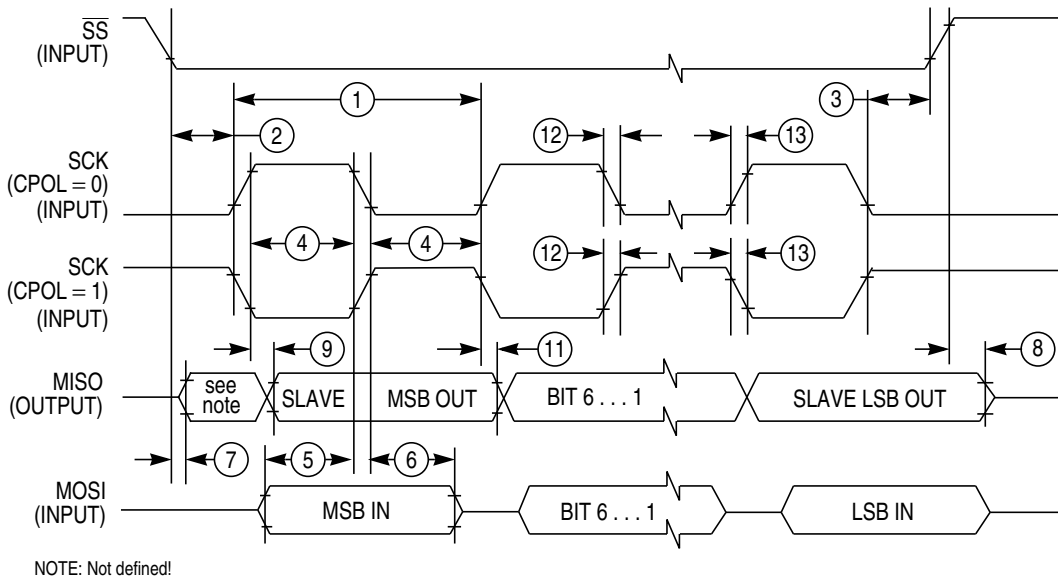 SS
(INPUT)
1
3
2
12
13
SCK
(CPOL = 0)
(INPUT)
4
4
SCK
(CPOL = 1)
(INPUT)
12
13
9
11
8
MISO
(OUTPUT)
see
note
SLAVE
MSB OUT
BIT 6 . . . 1
SLAVE LSB OUT
7
5
6
MOSI
(INPUT)
MSB IN
BIT 6 . . . 1
LSB IN
NOTE: Not defined!